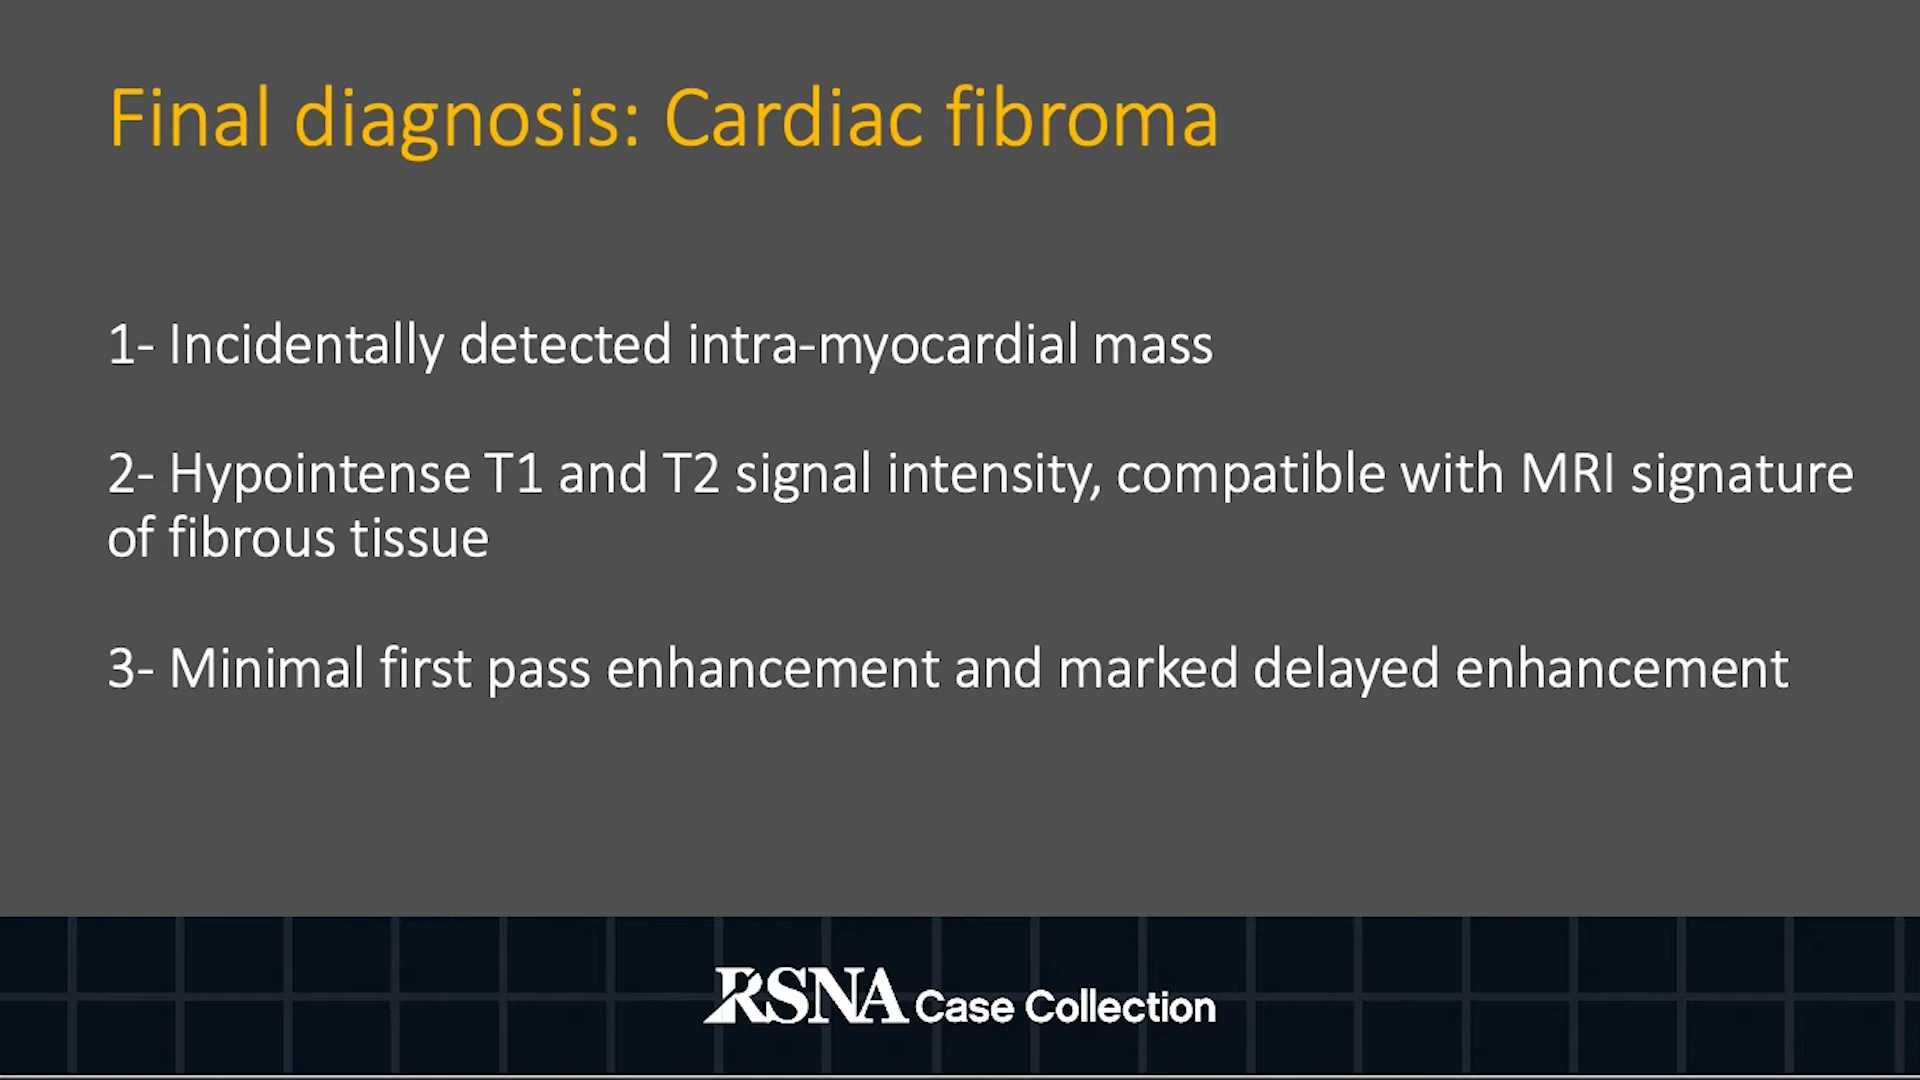 Final diagnosis: Cardiac fibroma
1- Incidentally detected intra-myocardial mass
2- Hypointense T1 and T2 signal intensity, compatible with MRI signature
of fibrous tissue
3- Minimal first pass enhancement and marked delayed enhancement
RSNA Case Collection